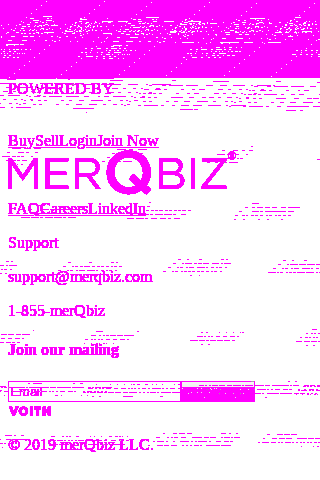 POWERED BY
BuySellLoginJoin Now
MERQBIZ®
FAQCareersLinkedIn
Support
support@merqbiz.com
1-855-merQbiz
Join our mailing
Email
VOITH
© 2019 merQbiz LLC.